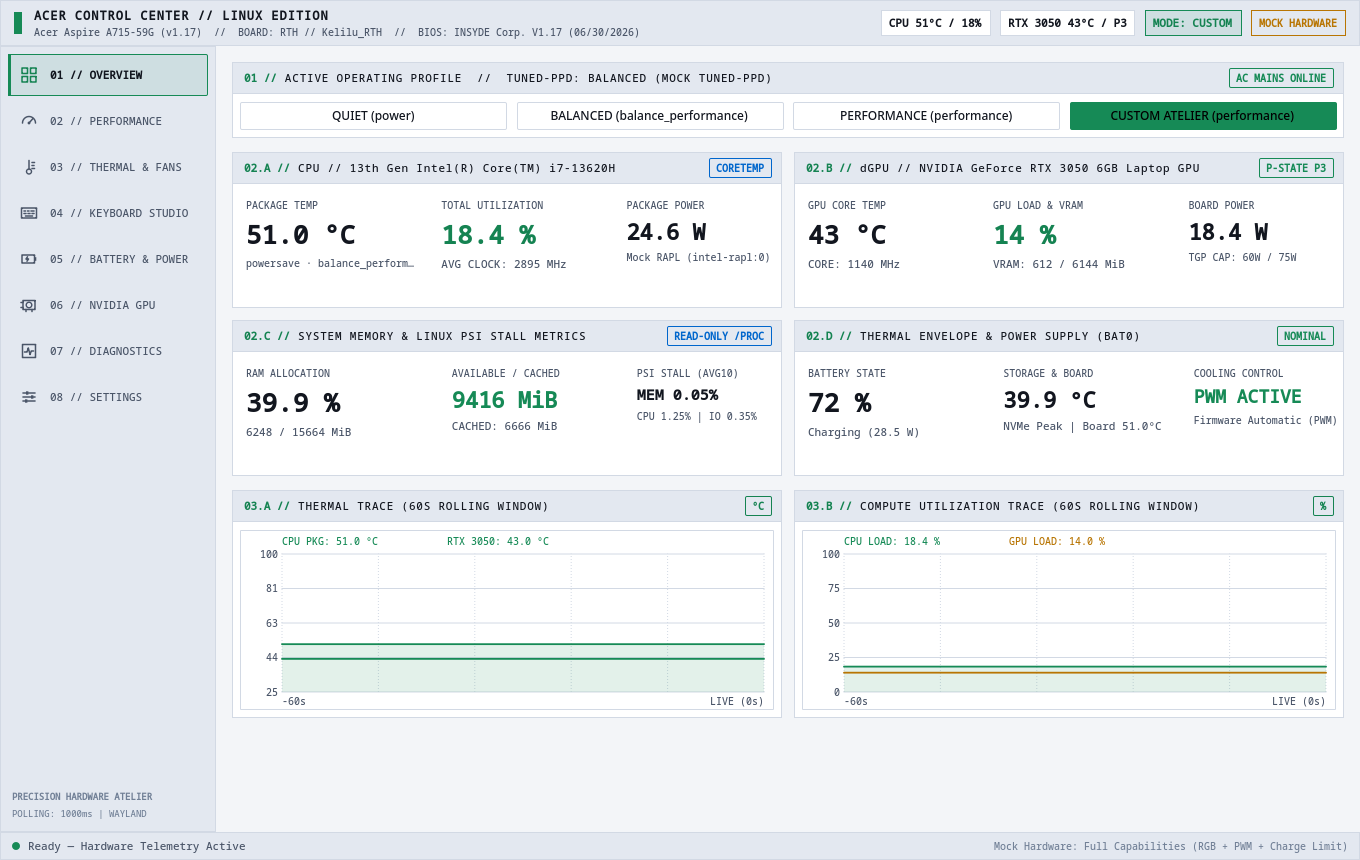 ACER CONTROL CENTER // LINUX EDITION
Acer Aspire A715-59G (v1.17) // BOARD: RTH // Kelilu_RTH // BIOS: INSYDE Corp. V1.17 (06/30/2026)
CPU 51°C / 18%
RTX 3050 43°C / P3
MODE: CUSTOM
MOCK HARDWARE
01 // OVERVIEW
02 // PERFORMANCE
03 // THERMAL & FANS
04 // KEYBOARD STUDIO
05 // BATTERY & POWER
06 // NVIDIA GPU
07 // DIAGNOSTICS
08 // SETTINGS
PRECISION HARDWARE ATELIER
POLLING: 1000ms | WAYLAND
01 // ACTIVE OPERATING PROFILE // TUNED-PPD: BALANCED (MOCK TUNED-PPD)
AC MAINS ONLINE
QUIET (power)
BALANCED (balance_performance)
PERFORMANCE (performance)
CUSTOM ATELIER (performance)
02.A // CPU // 13th Gen Intel(R) Core(TM) i7-13620H
CORETEMP
PACKAGE TEMP
51.0 °C
powersave · balance_perform…
TOTAL UTILIZATION
18.4 %
AVG CLOCK: 2895 MHz
PACKAGE POWER
24.6 W
Mock RAPL (intel-rapl:0)
02.B // dGPU // NVIDIA GeForce RTX 3050 6GB Laptop GPU
P-STATE P3
GPU CORE TEMP
43 °C
CORE: 1140 MHz
GPU LOAD & VRAM
14 %
VRAM: 612 / 6144 MiB
BOARD POWER
18.4 W
TGP CAP: 60W / 75W
02.C // SYSTEM MEMORY & LINUX PSI STALL METRICS
READ-ONLY /PROC
RAM ALLOCATION
39.9 %
6248 / 15664 MiB
AVAILABLE / CACHED
9416 MiB
CACHED: 6666 MiB
PSI STALL (AVG10)
MEM 0.05%
CPU 1.25% | IO 0.35%
02.D // THERMAL ENVELOPE & POWER SUPPLY (BAT0)
NOMINAL
BATTERY STATE
72 %
Charging (28.5 W)
STORAGE & BOARD
39.9 °C
NVMe Peak | Board 51.0°C
COOLING CONTROL
PWM ACTIVE
Firmware Automatic (PWM)
03.A // THERMAL TRACE (60S ROLLING WINDOW)
°C
CPU PKG: 51.0 °C
RTX 3050: 43.0 °C
100
81
63
44
25
-60s
LIVE (0s)
03.B // COMPUTE UTILIZATION TRACE (60S ROLLING WINDOW)
%
CPU LOAD: 18.4 %
GPU LOAD: 14.0 %
100
75
50
25
0
-60s
LIVE (0s)
Ready — Hardware Telemetry Active
Mock Hardware: Full Capabilities (RGB + PWM + Charge Limit)